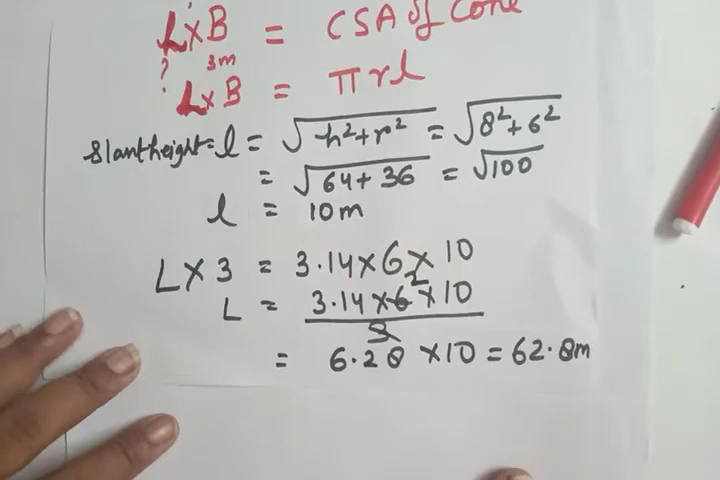 L×B = CSA of Cone
? 3m
L×B = πrl
Slant height = l = √h²+r² = √8²+6²
= √64+36 = √100
l = 10m
L×3 = 3.14×6×10
L = 3.14×6²×10
3
= 6.28 ×10 = 62.8m